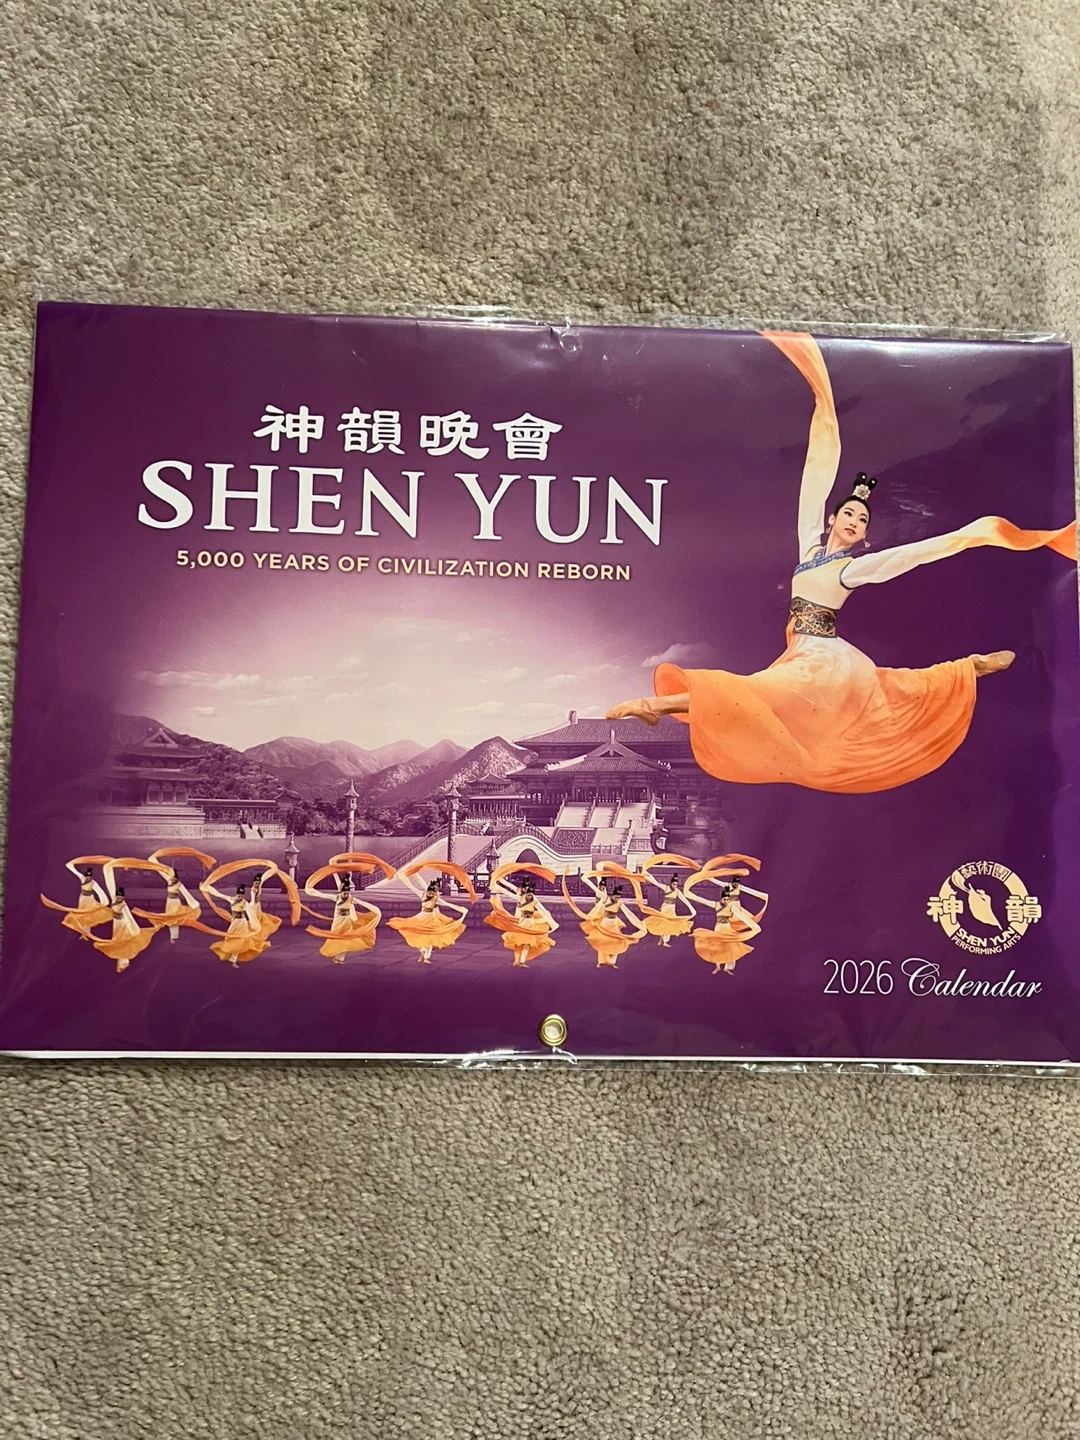 神韻晚會
SHEN YUN
5,000 YEARS OF CIVILIZATION REBORN
藝術團
神 韻
SHEN YUN
PERFORMING ARTS
2026 Calendar